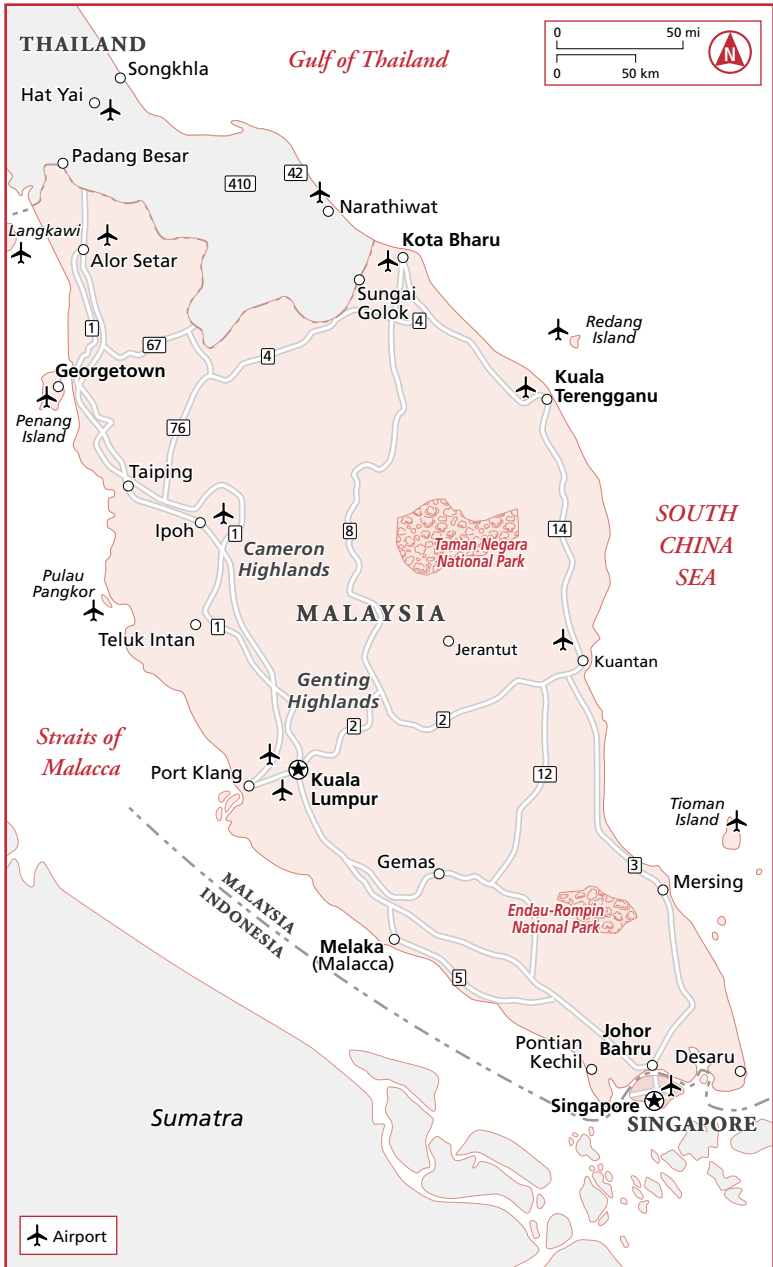 THAILAND
Songkhla
Hat Yai
Gulf of Thailand
0 50 mi
0 50 km
N
Padang Besar
410
42
Narathiwat
Langkawi
Alor Setar
Kota Bharu
Sungai
Golok
1
67
4
4
Redang
Island
Georgetown
Kuala
Terengganu
Penang
Island
76
Taiping
Ipoh
1
Cameron
Highlands
8
Taman Negara
National Park
14
SOUTH
CHINA
SEA
Pulau
Pangkor
MALAYSIA
Teluk Intan
1
Jerantut
Kuantan
Genting
Highlands
2
2
Straits of
Malacca
Port Klang
Kuala
Lumpur
12
Tioman
Island
Gemas
3
Mersing
MALAYSIA
INDONESIA
Endau-Rompin
National Park
Melaka
(Malacca)
5
Pontian
Kechil
Johor
Bahru
Desaru
Singapore
SINGAPORE
Sumatra
Airport